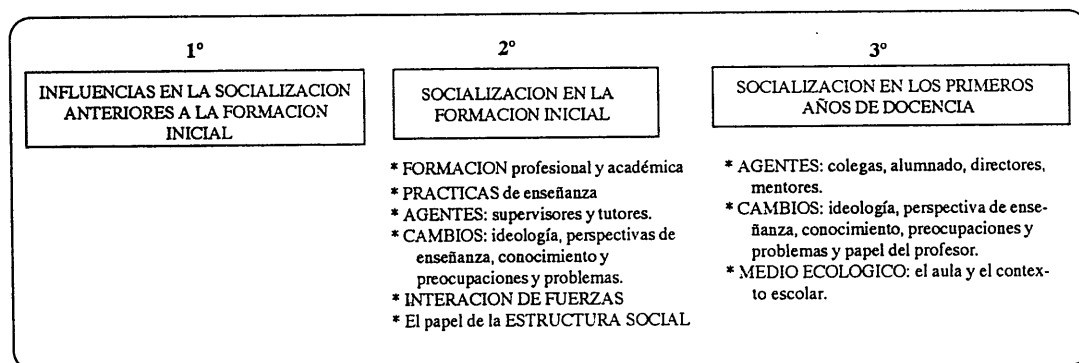 1º
INFLUENCIAS EN LA SOCIALIZACION
ANTERIORES A LA FORMACION
INICIAL
2º
SOCIALIZACION EN LA
FORMACION INICIAL
* FORMACION profesional y académica
* PRACTICAS de enseñanza
* AGENTES: supervisores y tutores.
* CAMBIOS: ideología, perspectivas de
enseñanza, conocimiento y
preocupaciones y problemas.
* INTERACION DE FUERZAS
* El papel de la ESTRUCTURA SOCIAL
3º
SOCIALIZACION EN LOS PRIMEROS
AÑOS DE DOCENCIA
* AGENTES: colegas, alumnado, directores,
mentores.
* CAMBIOS: ideología, perspectiva de ense-
ñanza, conocimiento, preocupaciones y
problemas y papel del profesor.
* MEDIO ECOLOGICO: el aula y el contex-
to escolar.